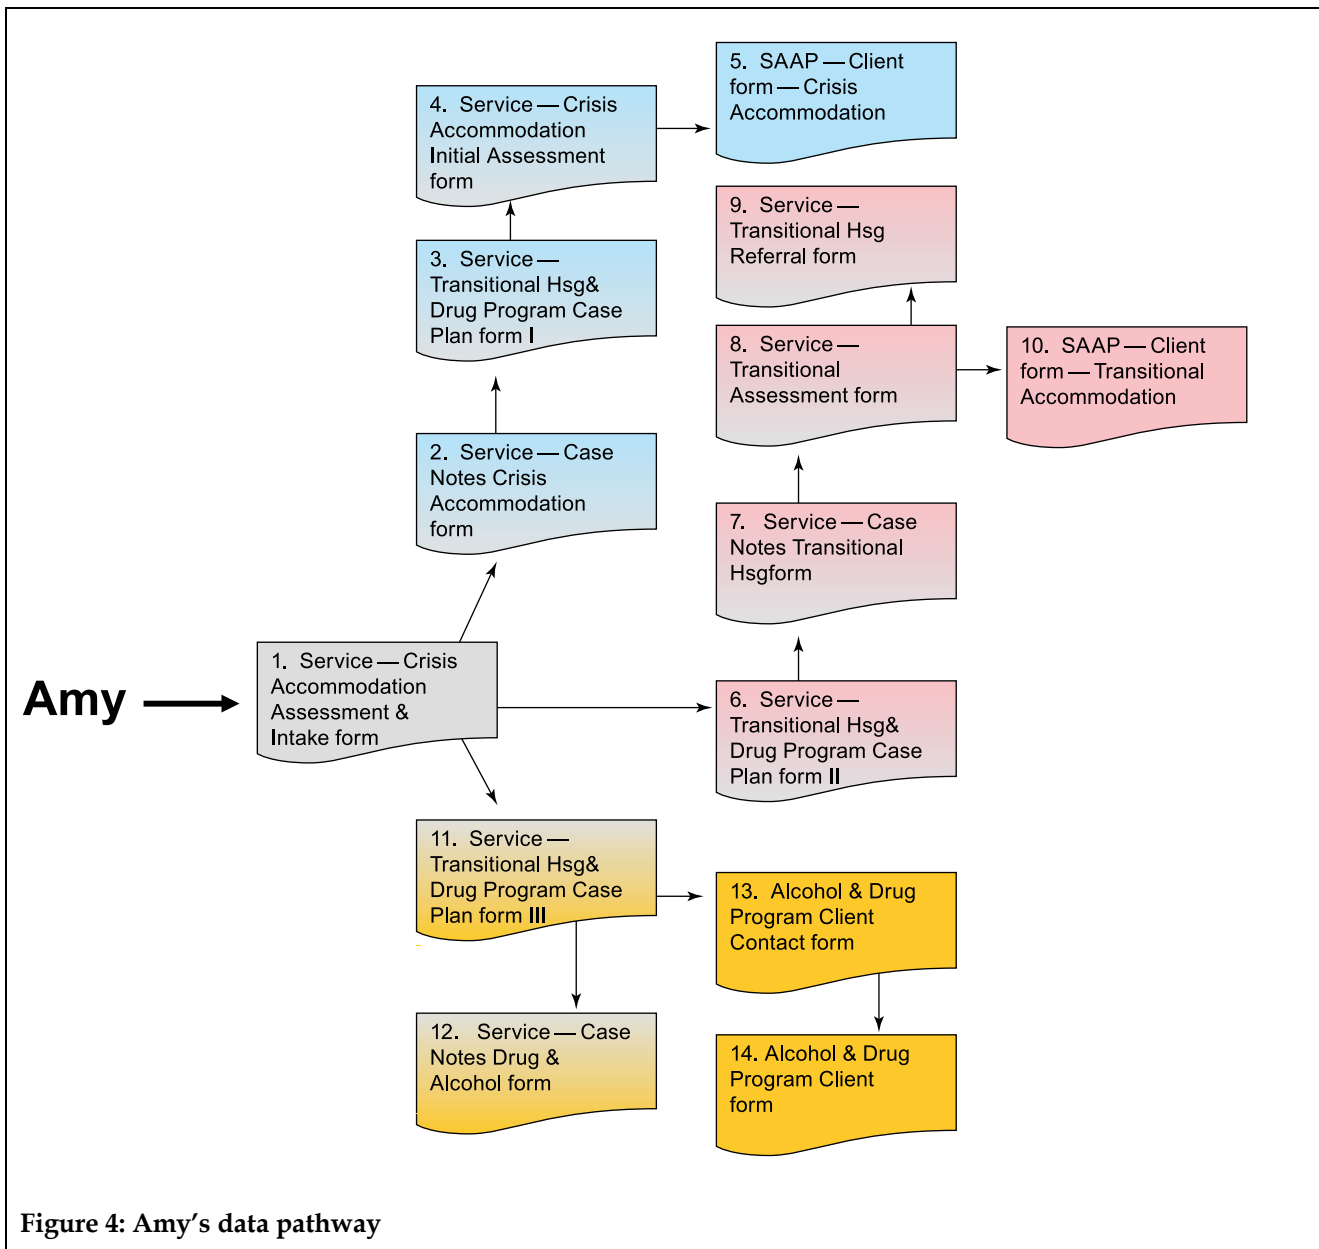 4. Service — Crisis
Accommodation
Initial Assessment
form
5. SAAP — Client
form — Crisis
Accommodation
3. Service —
Transitional Hsg&
Drug Program Case
Plan form I
9. Service —
Transitional Hsg
Referral form
8. Service —
Transitional
Assessment form
10. SAAP — Client
form — Transitional
Accommodation
2. Service — Case
Notes Crisis
Accommodation
form
7. Service — Case
Notes Transitional
Hsgform
Amy
1. Service — Crisis
Accommodation
Assessment &
Intake form
6. Service —
Transitional Hsg&
Drug Program Case
Plan form II
11. Service —
Transitional Hsg&
Drug Program Case
Plan form III
13. Alcohol & Drug
Program Client
Contact form
12. Service — Case
Notes Drug &
Alcohol form
14. Alcohol & Drug
Program Client
form
Figure 4: Amy’s data pathway